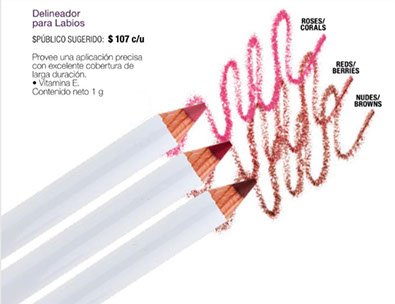 Delineador
para Labios
$PÚBLICO SUGERIDO: $ 107 c/u
Provee una aplicación precisa
con excelente cobertura de
larga duración.
• Vitamina E.
Contenido neto 1 g
ROSES/
CORALS
REDS/
BERRIES
NUDES/
BROWNS